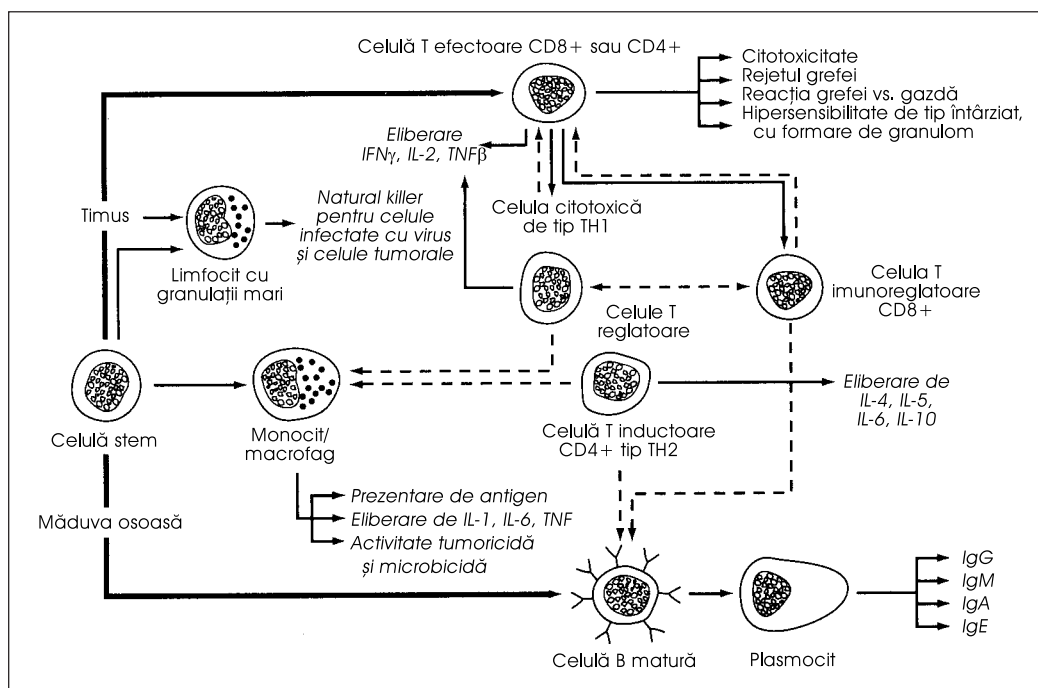 Celulă T efectoare CD8+ sau CD4+
Citotoxicitate
Rejetul grefei
Reacția grefei vs. gazdă
Hipersensibilitate de tip întârziat,
cu formare de granulom
Eliberare
IFNγ, IL-2, TNFβ
Natural killer
pentru celule
infectate cu virus
și celule tumorale
Timus
Limfocit cu
granulații mari
Celula citotoxică
de tip TH1
Celule T
reglatoare
Celula T
imunoreglatoare
CD8+
Celulă stem
Monocit/
macrofag
Celulă T inductoare
CD4+ tip TH2
Eliberare de
IL-4, IL-5,
IL-6, IL-10
Măduva osoasă
Prezentare de antigen
Eliberare de IL-1, IL-6, TNF
Activitate tumoricidă
și microbicidă
Celulă B matură
Plasmocit
IgG
IgM
IgA
IgE